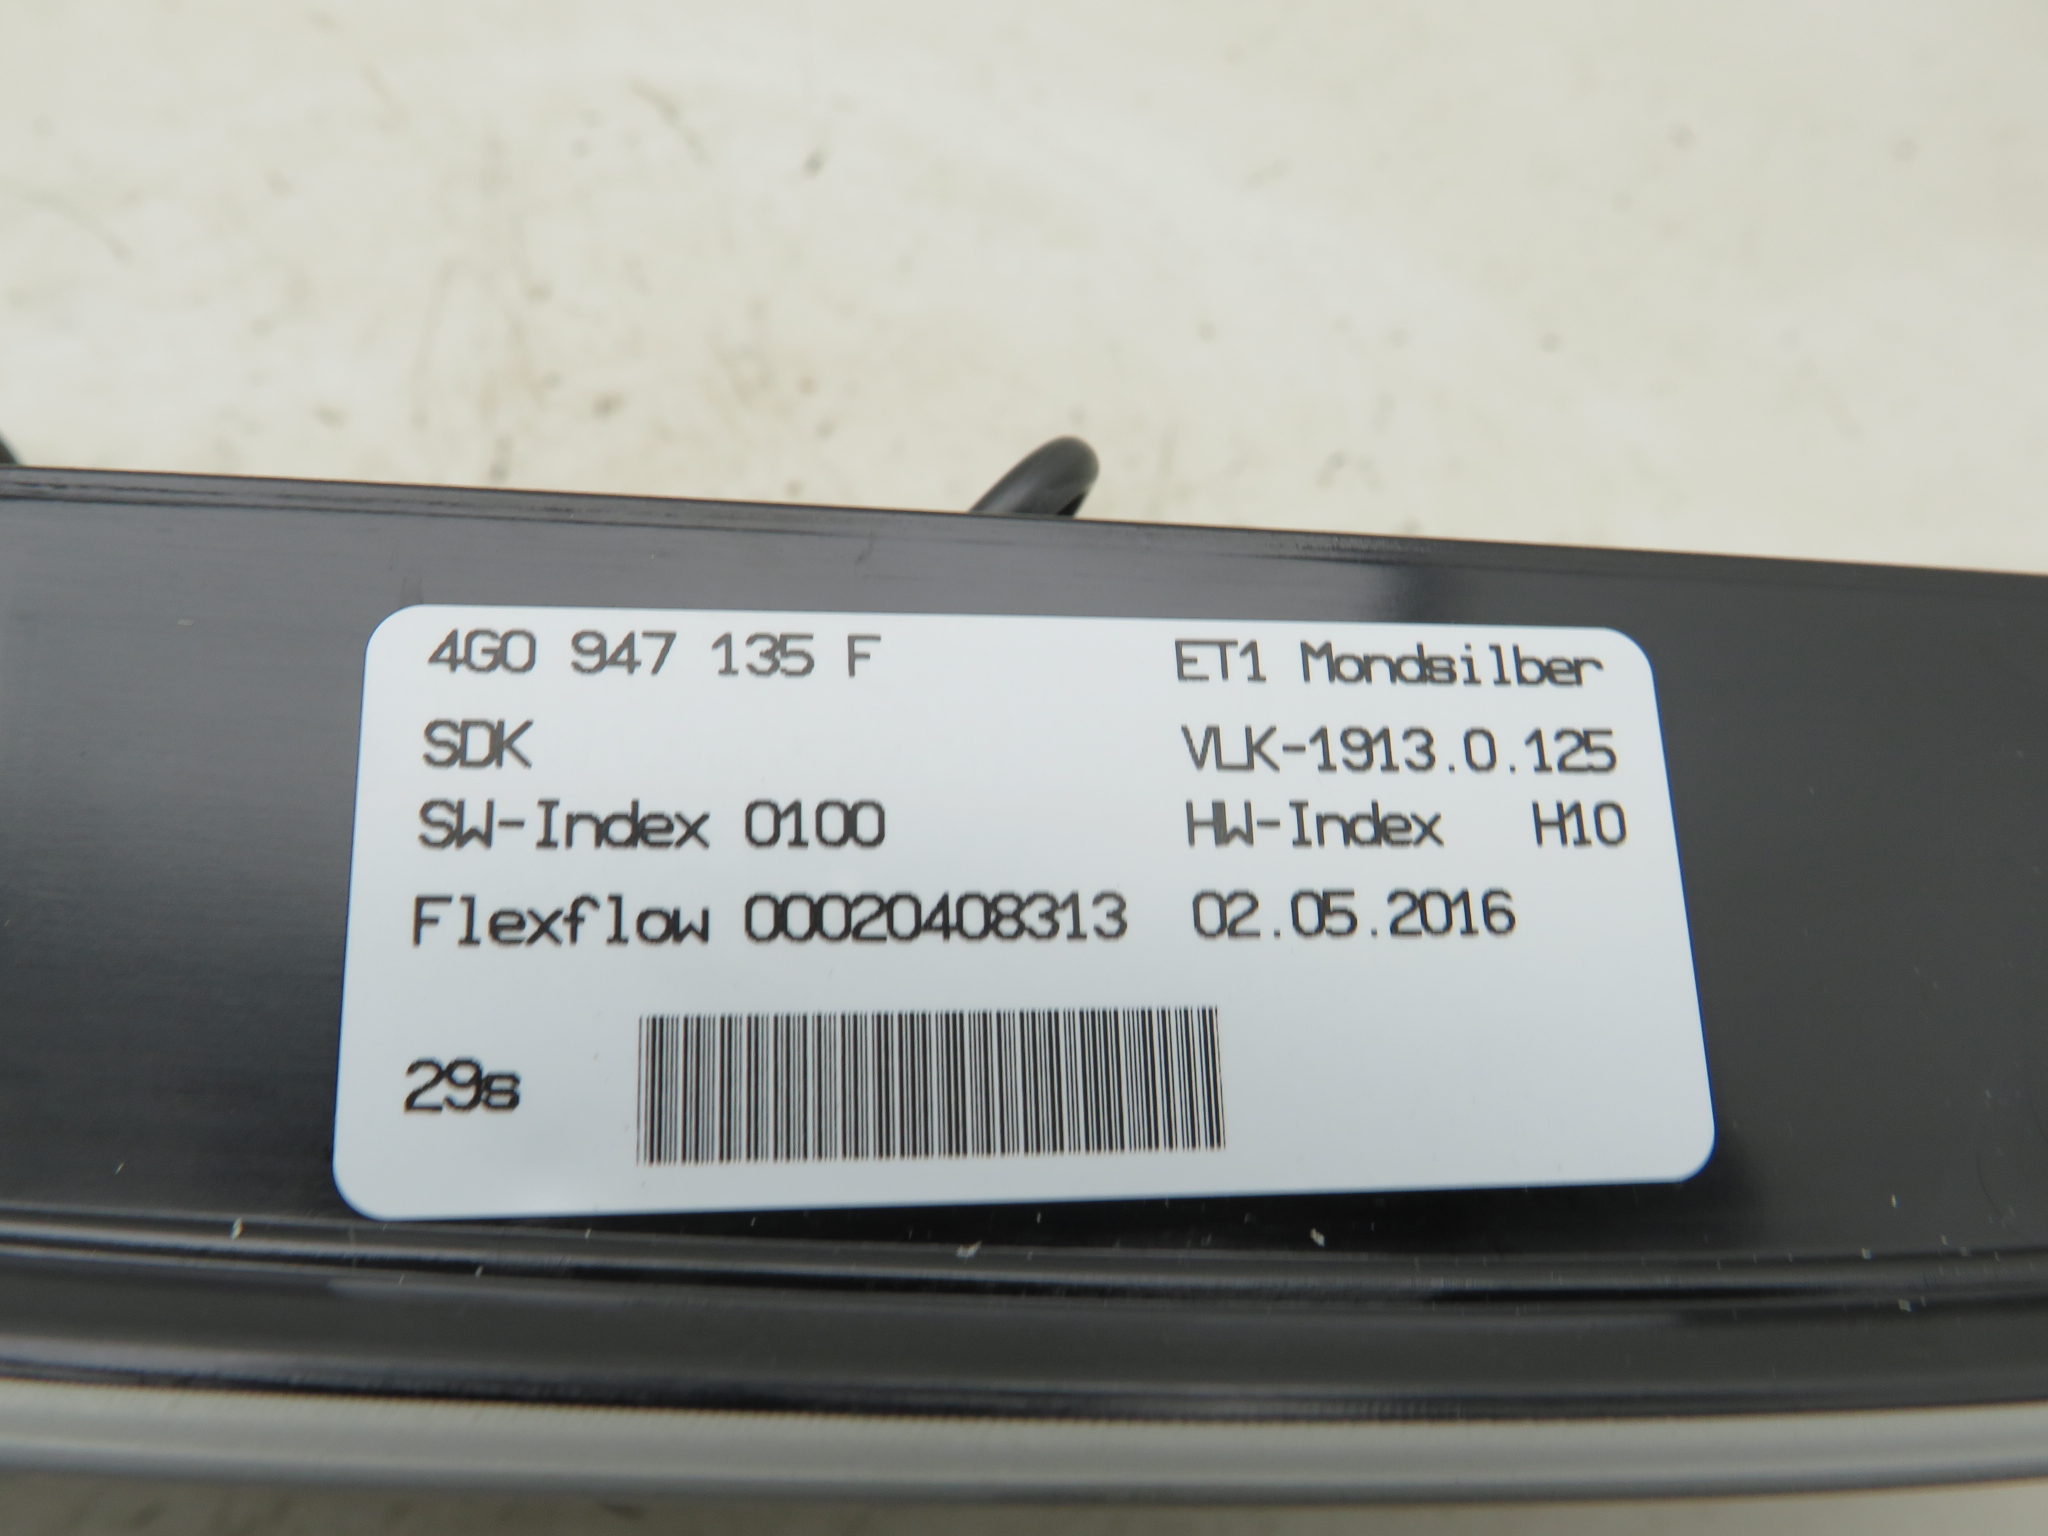 4G0 947 135 F ET1 Mondsilber
SDK VLK-1913.0.125
SW-Index 0100 HW-Index H10
Flexflow 00020408313 02.05.2016
29s